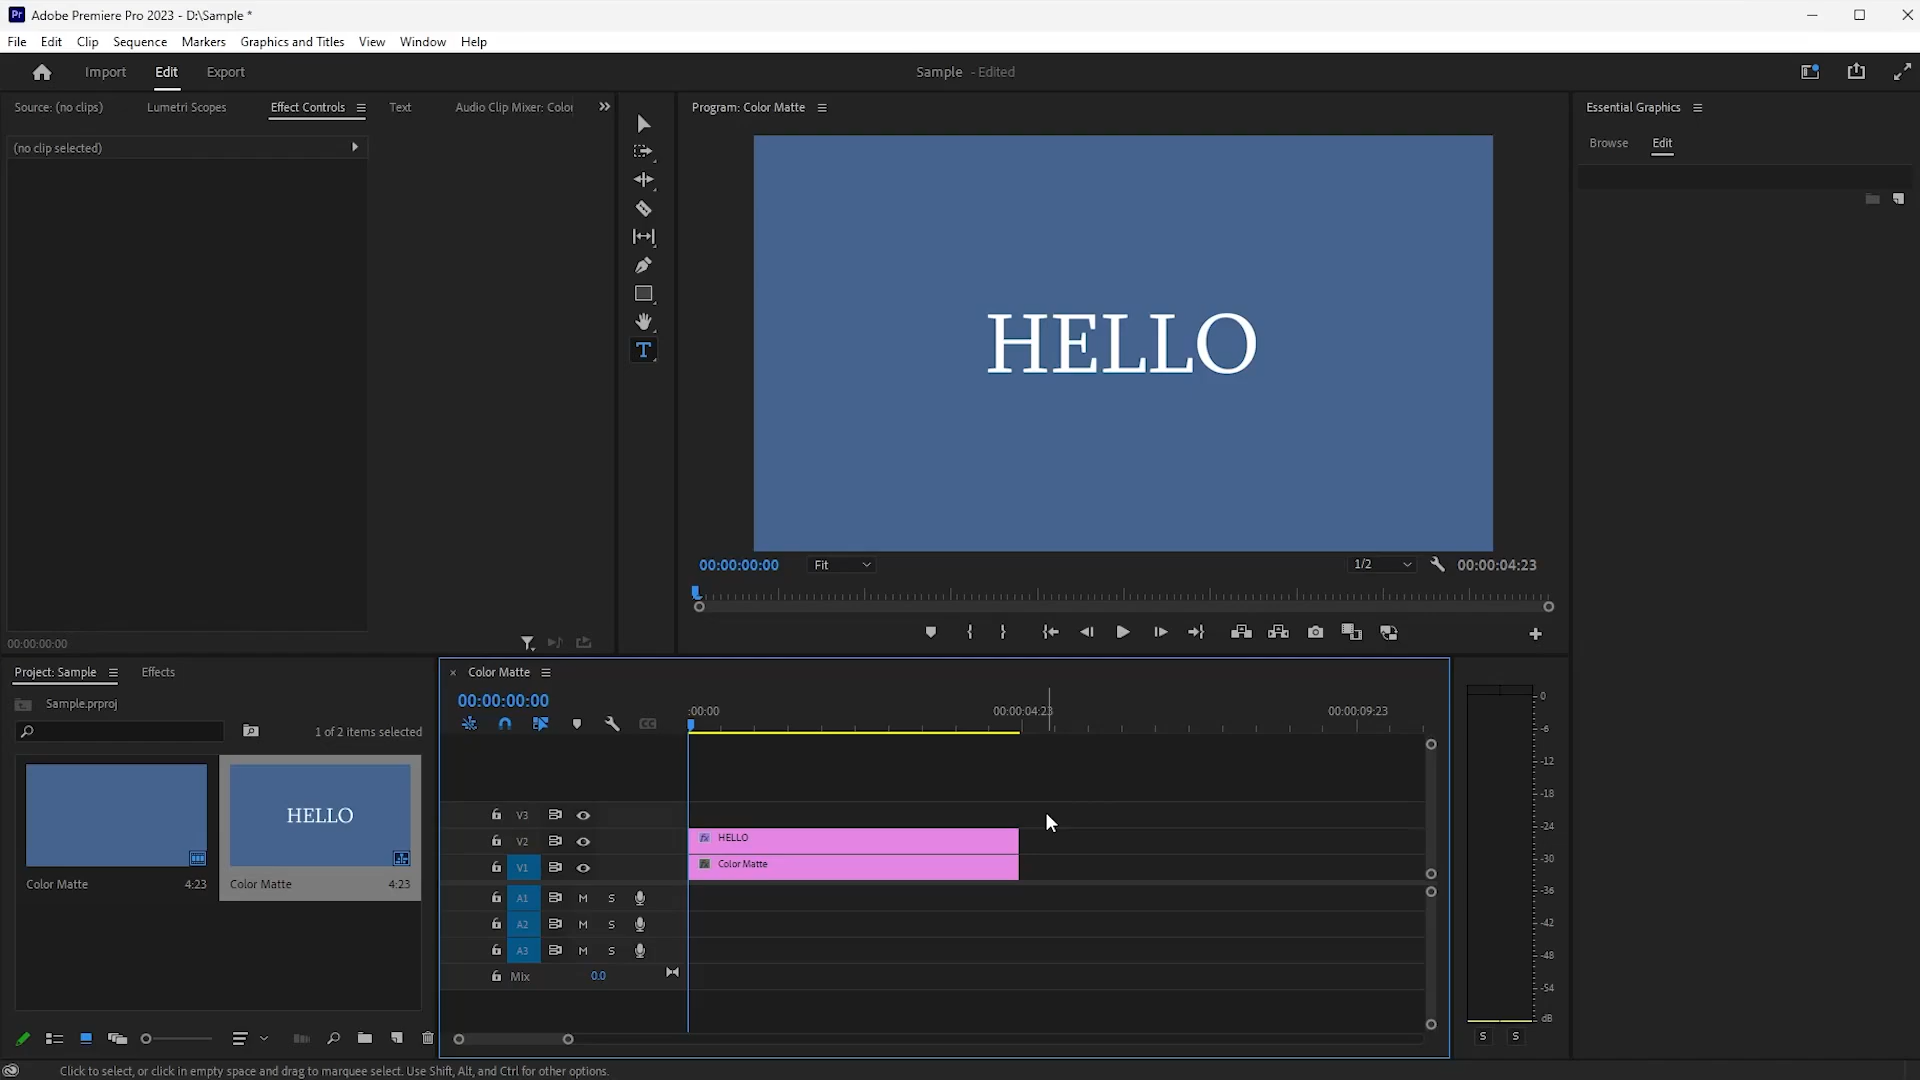 Pr Adobe Premiere Pro 2023 - D:\Sample *
File Edit Clip Sequence Markers Graphics and Titles View Window Help
Import Edit Export Sample - Edited
Source: (no clips) Lumetri Scopes Effect Controls Text Audio Clip Mixer: Color
Program: Color Matte
Essential Graphics
(no clip selected)
Browse Edit
HELLO
00:00:00:00 Fit 1/2 00:00:04:23
00:00:00:00
Project: Sample Effects
Sample.prproj
1 of 2 items selected
HELLO
Color Matte 4:23
Color Matte 4:23
Color Matte
00:00:00:00
:00:00 00:00:04:23 00:00:09:23
V3
V2 HELLO
V1 Color Matte
A1 M S
A2 M S
A3 M S
Mix 0.0
0
-6
-12
-18
-24
-30
-36
-42
-48
-54
dB
S S
Click to select, or click in empty space and drag to marquee select. Use Shift, Alt, and Ctrl for other options.